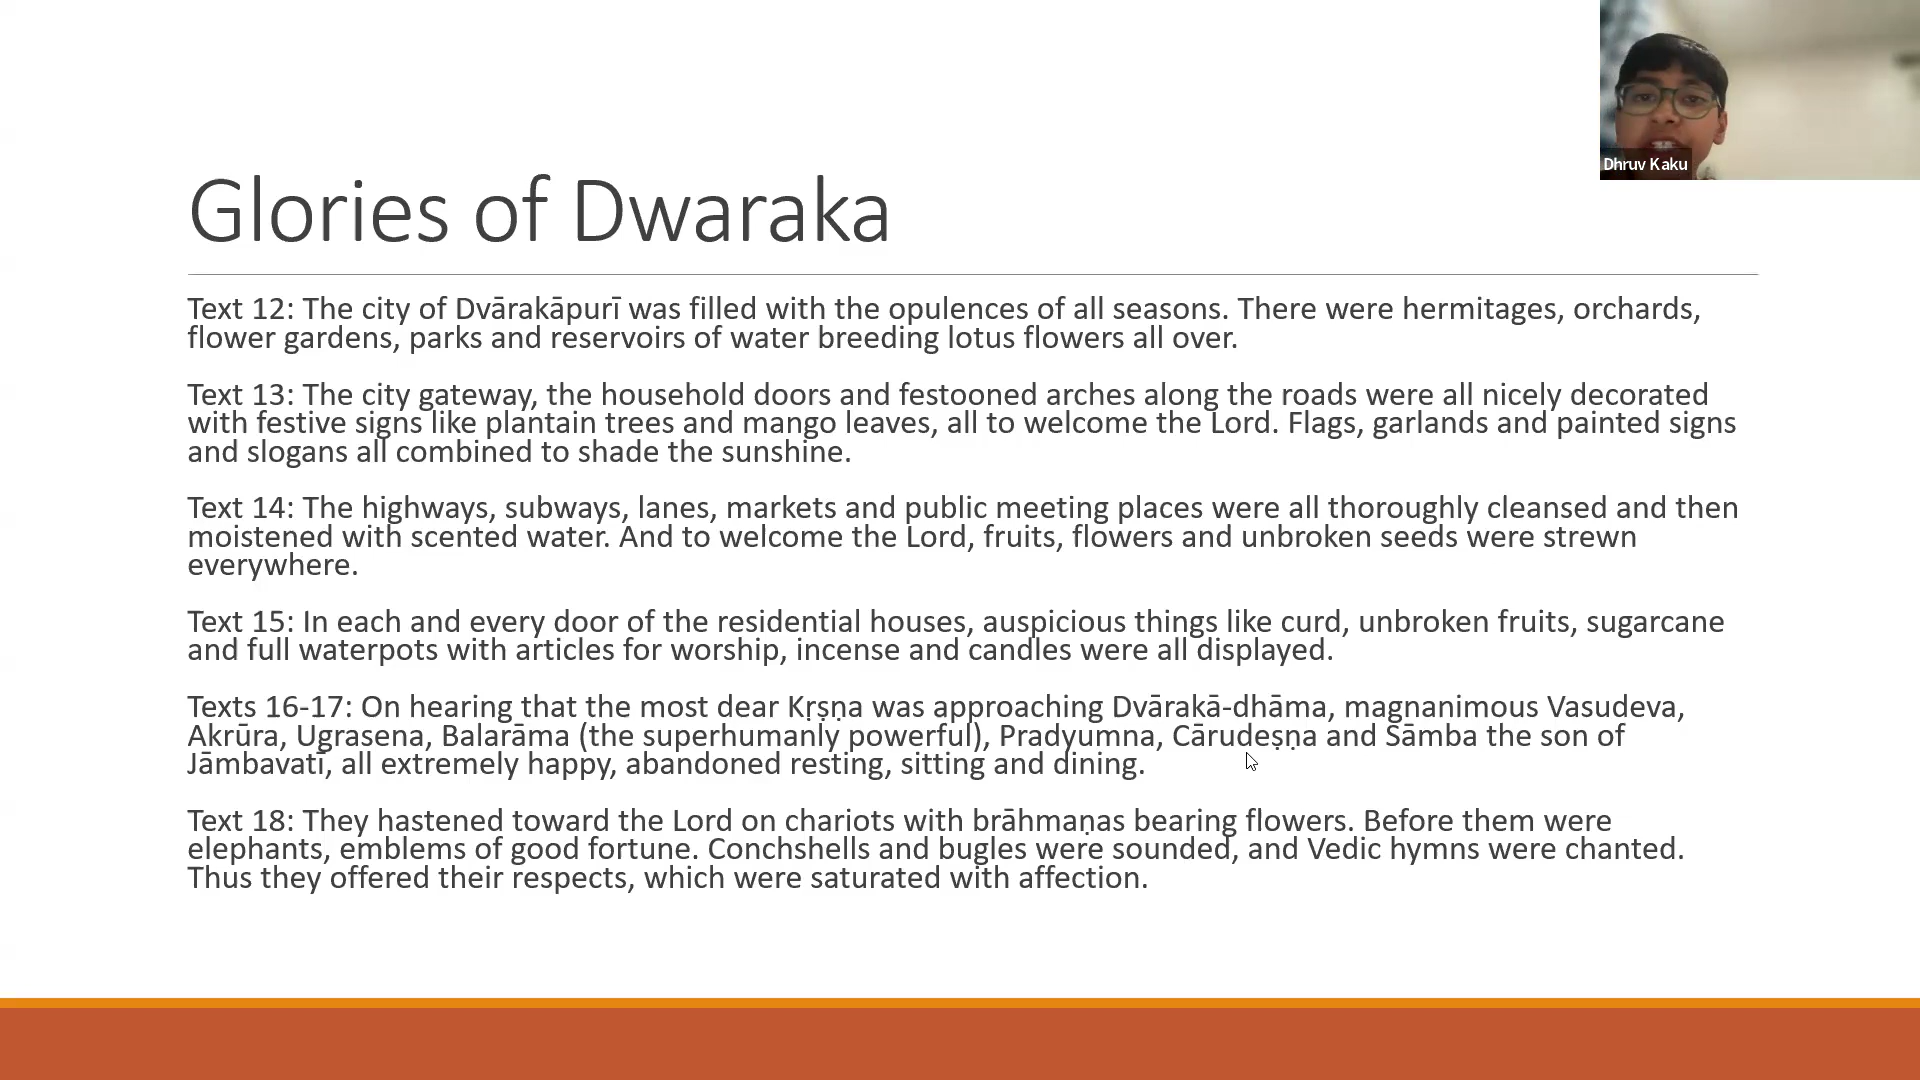 Dhruv Kaku
Glories of Dwaraka
Text 12: The city of Dvārakāpurī was filled with the opulences of all seasons. There were hermitages, orchards,
flower gardens, parks and reservoirs of water breeding lotus flowers all over.
Text 13: The city gateway, the household doors and festooned arches along the roads were all nicely decorated
with festive signs like plantain trees and mango leaves, all to welcome the Lord. Flags, garlands and painted signs
and slogans all combined to shade the sunshine.
Text 14: The highways, subways, lanes, markets and public meeting places were all thoroughly cleansed and then
moistened with scented water. And to welcome the Lord, fruits, flowers and unbroken seeds were strewn
everywhere.
Text 15: In each and every door of the residential houses, auspicious things like curd, unbroken fruits, sugarcane
and full waterpots with articles for worship, incense and candles were all displayed.
Texts 16-17: On hearing that the most dear Kṛṣṇa was approaching Dvārakā-dhāma, magnanimous Vasudeva,
Akrūra, Ugrasena, Balarāma (the superhumanly powerful), Pradyumna, Cārudeṣṇa and Sāmba the son of
Jāmbavatī, all extremely happy, abandoned resting, sitting and dining.
Text 18: They hastened toward the Lord on chariots with brāhmaṇas bearing flowers. Before them were
elephants, emblems of good fortune. Conchshells and bugles were sounded, and Vedic hymns were chanted.
Thus they offered their respects, which were saturated with affection.